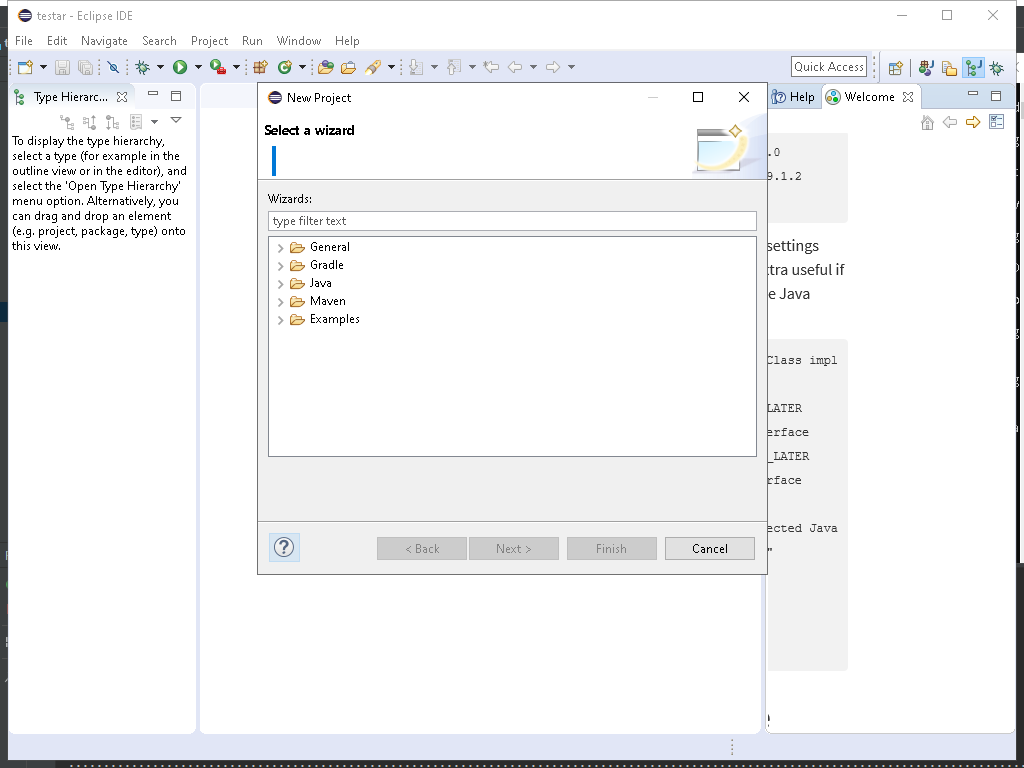 testar - Eclipse IDE
File Edit Navigate Search Project Run Window Help
Quick Access
Type Hierarc...
To display the type hierarchy,
select a type (for example in the
outline view or in the editor), and
select the 'Open Type Hierarchy'
menu option. Alternatively, you
can drag and drop an element
(e.g. project, package, type) onto
this view.
New Project
Select a wizard
Wizards:
type filter text
General
Gradle
Java
Maven
Examples
< Back Next > Finish Cancel
Help Welcome
.0
9.1.2
settings
tra useful if
e Java
Class impl
LATER
erface
_LATER
rface
ected Java
"